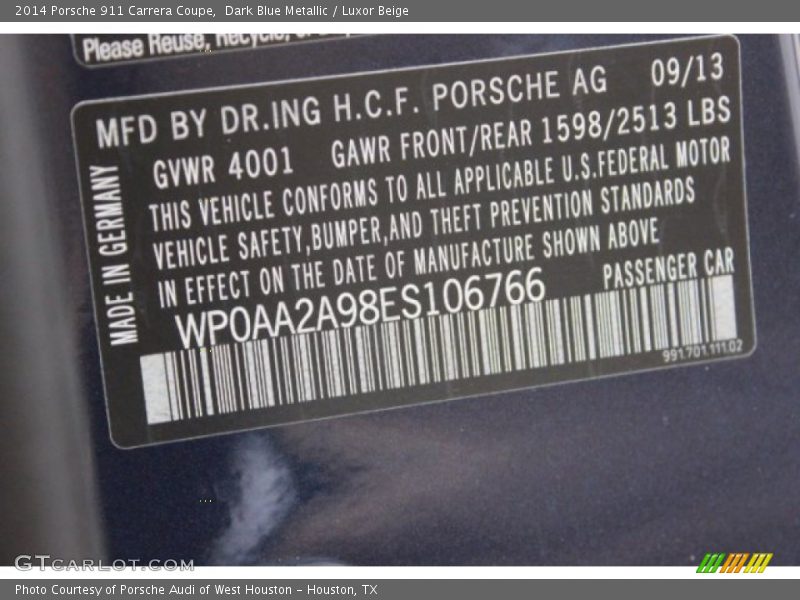 2014 Porsche 911 Carrera Coupe,  Dark Blue Metallic / Luxor Beige
Please Reuse, Recycle,
MFD BY DR.ING H.C.F. PORSCHE AG 09/13
GVWR 4001 GAWR FRONT/REAR 1598/2513 LBS
THIS VEHICLE CONFORMS TO ALL APPLICABLE U.S.FEDERAL MOTOR
VEHICLE SAFETY,BUMPER,AND THEFT PREVENTION STANDARDS
IN EFFECT ON THE DATE OF MANUFACTURE SHOWN ABOVE
WP0AA2A98ES106766 PASSENGER CAR
991.701.111.02
MADE IN GERMANY
GTCARLOT.COM
Photo Courtesy of Porsche Audi of West Houston – Houston, TX